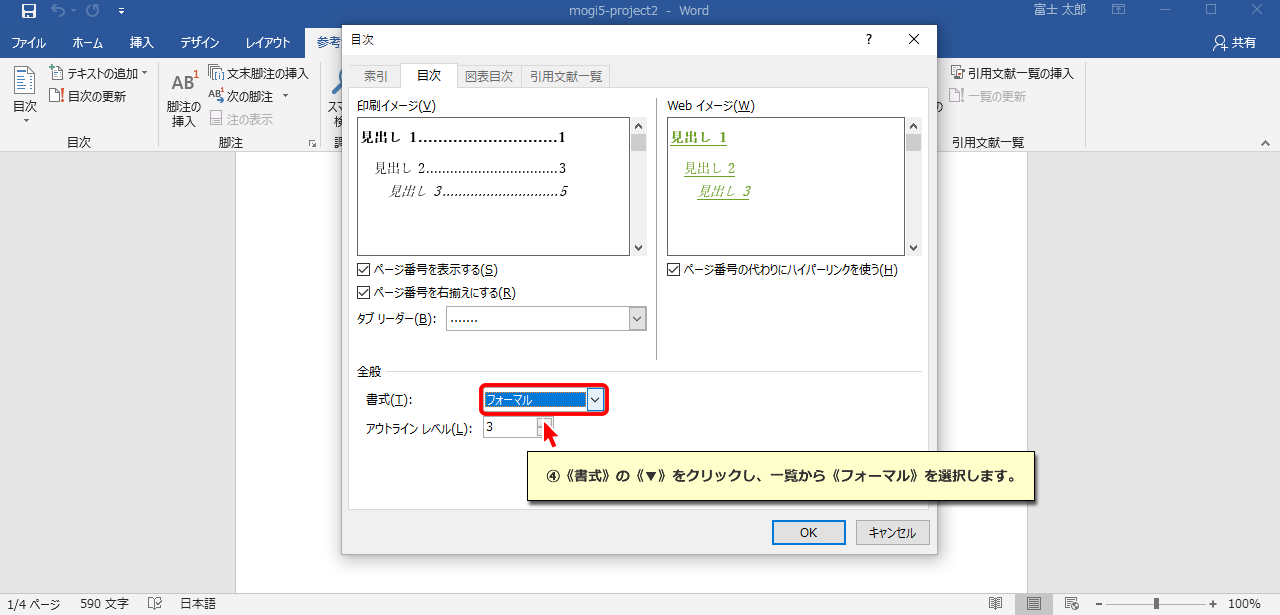 mogi5-project2 - Word
富士 太郎
ファイル ホーム 挿入 デザイン レイアウト 参考
共有
目次
テキストの追加
目次の更新
目次
AB1
脚注の
挿入
文末脚注の挿入
次の脚注
注の表示
脚注
引用文献一覧の挿入
一覧の更新
引用文献一覧
目次
?
索引 目次 図表目次 引用文献一覧
印刷イメージ(V)
見出し 1............................1
見出し 2.................................3
見出し 3.............................5
Web イメージ(W)
見出し 1
見出し 2
見出し 3
ページ番号を表示する(S)
ページ番号を右揃えにする(R)
タブ リーダー(B): .......
ページ番号の代わりにハイパーリンクを使う(H)
全般
書式(T): フォーマル
アウトライン レベル(L): 3
④《書式》の《▼》をクリックし、一覧から《フォーマル》を選択します。
OK キャンセル
1/4 ページ 590 文字 日本語 100%